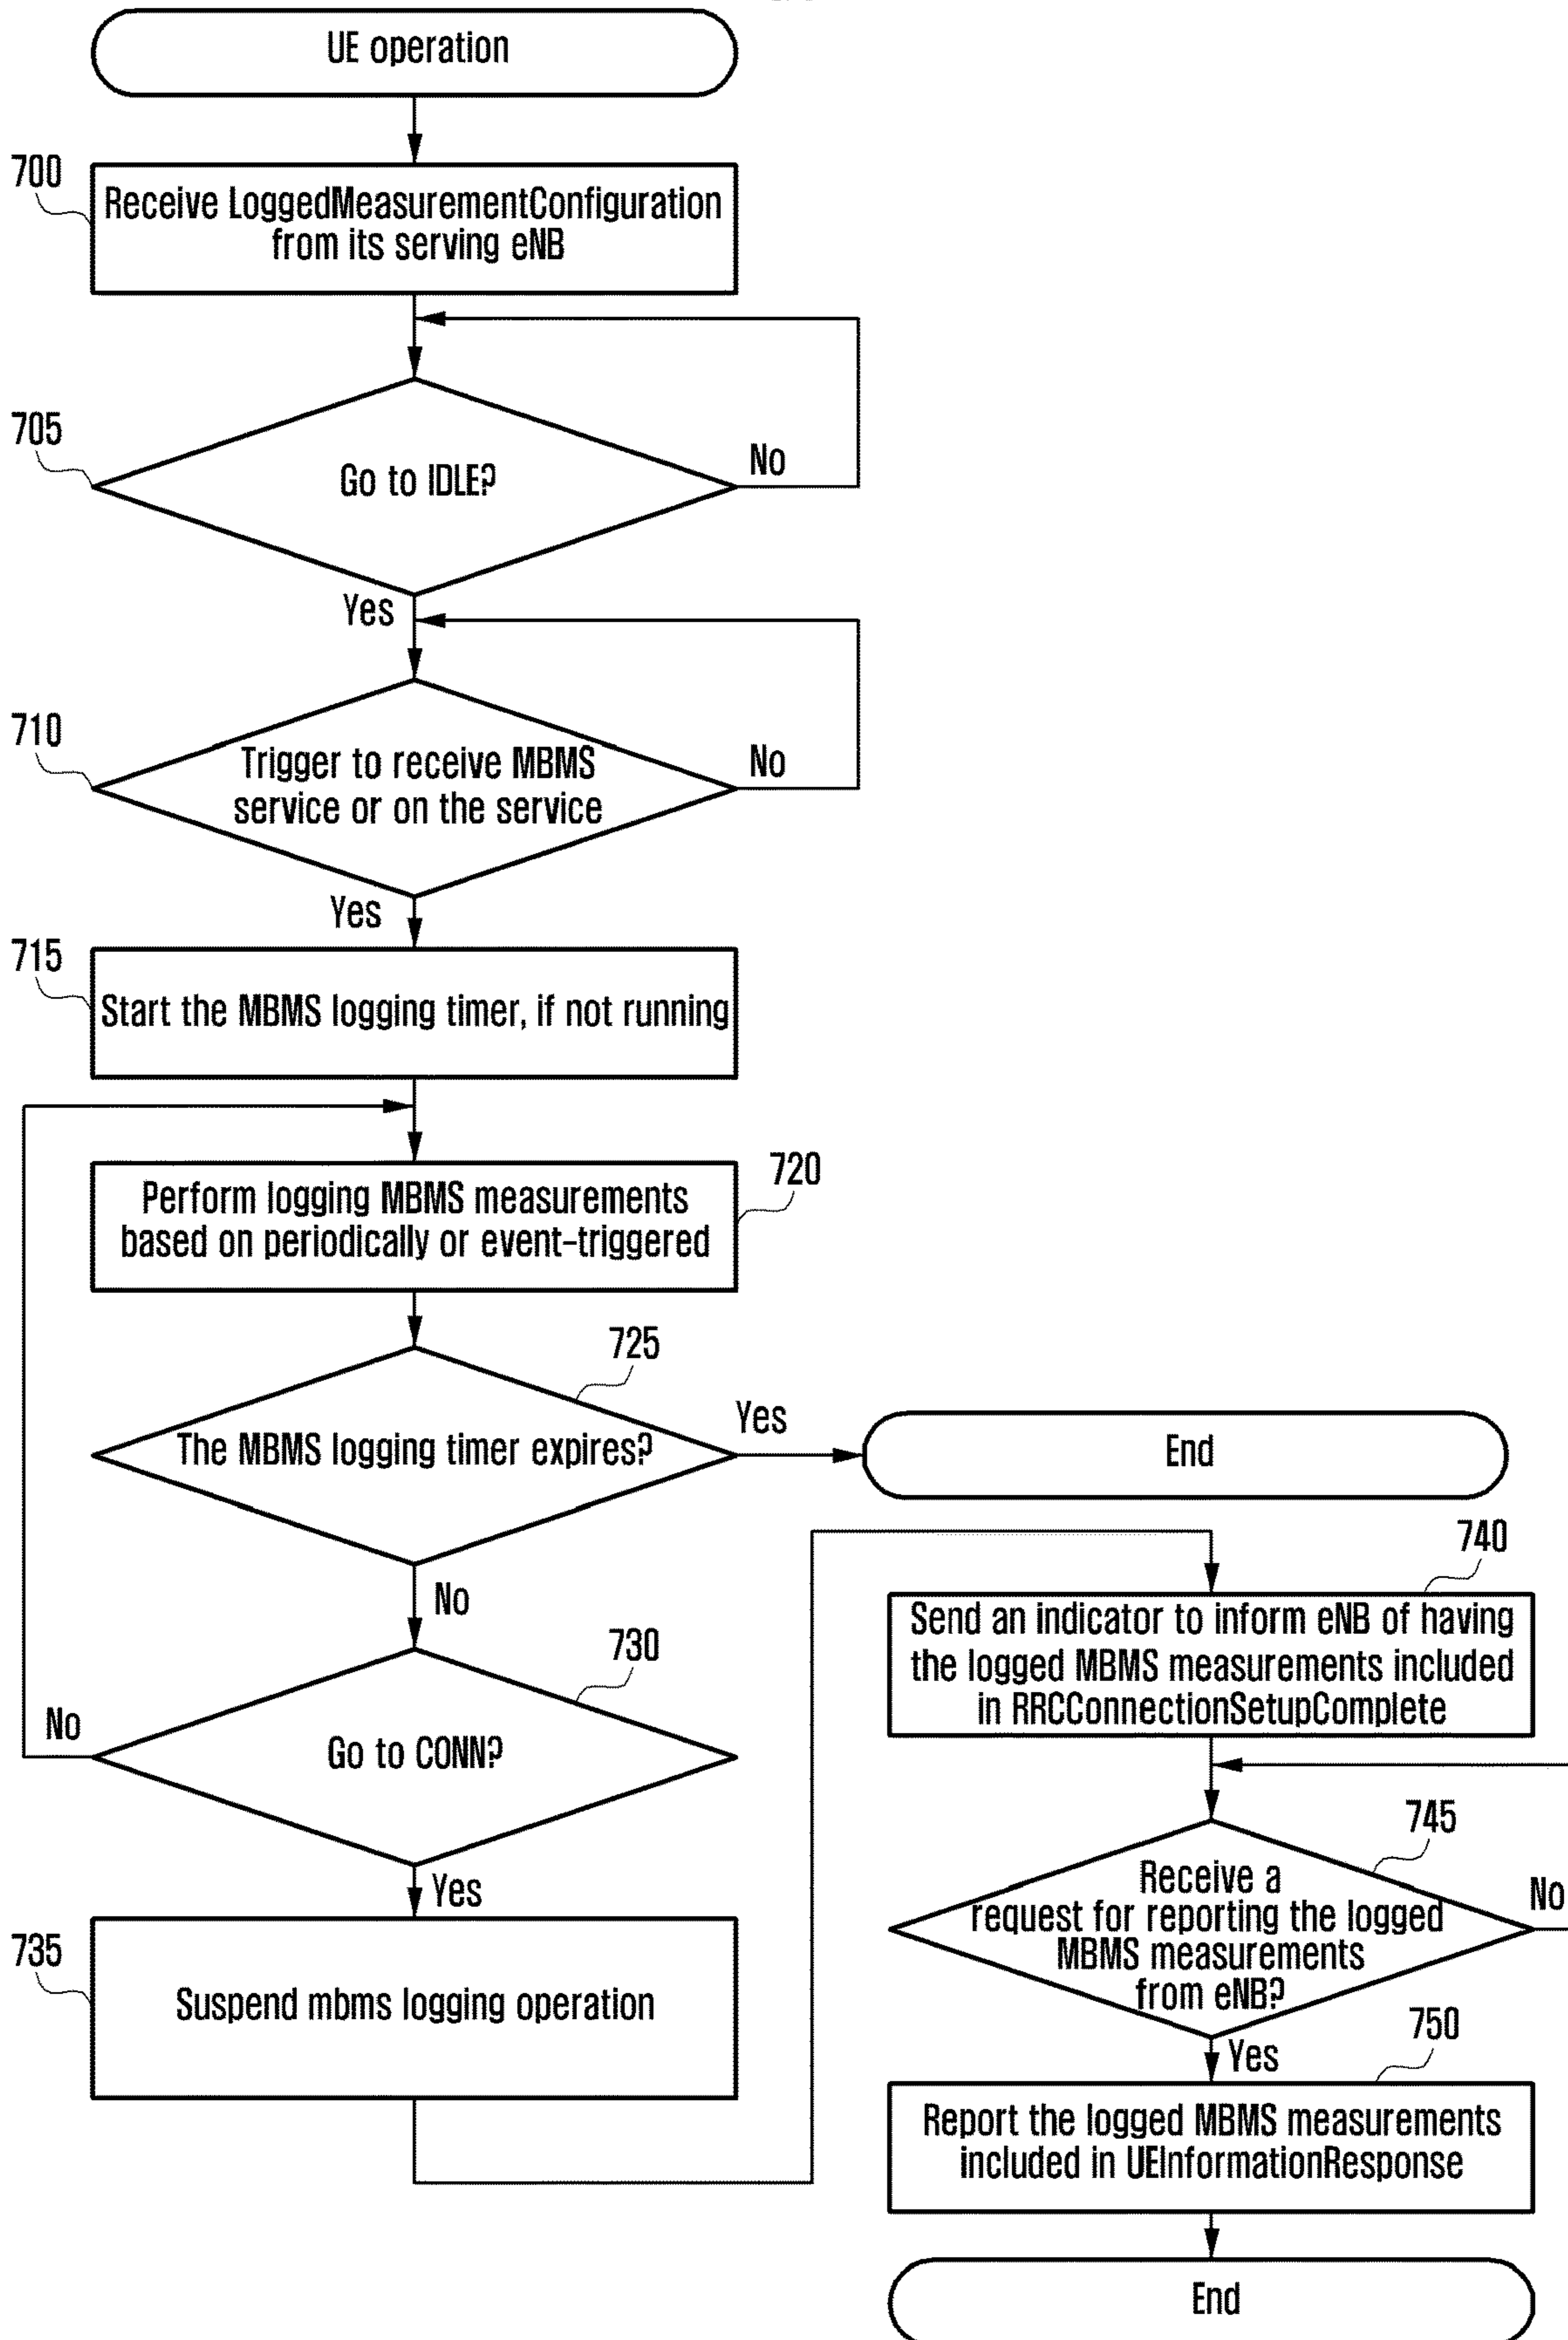 UE operation
700
Receive LoggedMeasurementConfiguration
from its serving eNB
705
Go to IDLE?
No
Yes
710
Trigger to receive MBMS
service or on the service
No
Yes
715
Start the MBMS logging timer, if not running
720
Perform logging MBMS measurements
based on periodically or event-triggered
725
The MBMS logging timer expires?
Yes
End
No
730
Go to CONN?
No
Yes
735
Suspend mbms logging operation
740
Send an indicator to inform eNB of having
the logged MBMS measurements included
in RRCConnectionSetupComplete
745
Receive a
request for reporting the logged
MBMS measurements
from eNB?
No
Yes
750
Report the logged MBMS measurements
included in UEInformationResponse
End